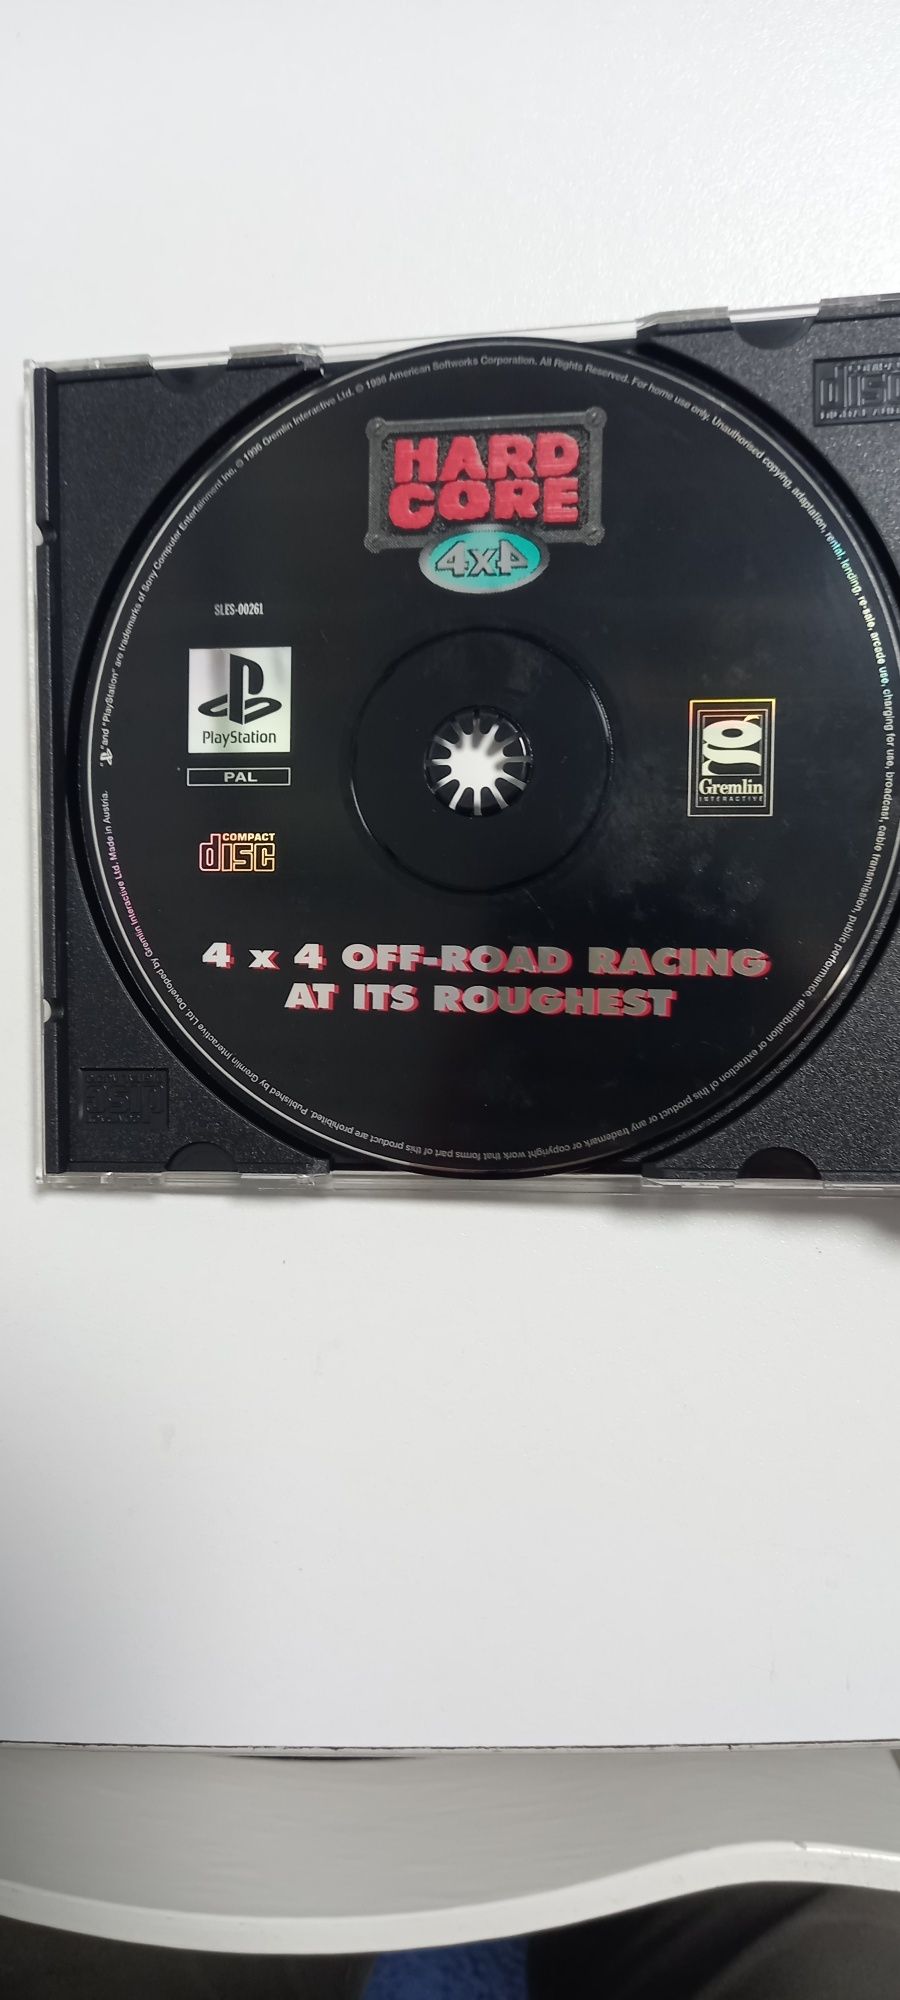 HARD
CORE
4x4
SLES-00261
PlayStation
PAL
COMPACT
disc
g
Gremlin
INTERACTIVE
4 x 4 OFF-ROAD RACING
AT ITS ROUGHEST
" " and "PlayStation" are trademarks of Sony Computer Entertainment Inc. © 1996 Gremlin Interactive Ltd. © 1996 American Softworks Corporation. All Rights Reserved. For home use only. Unauthorised copying, adaptation, rental, lending, re-sale, arcade use, charging for use, broadcast, cable transmission, public performance, distribution or extraction of this product or any trademark or copyright work that forms part of this product are prohibited. Published by Gremlin Interactive Ltd. Developed by Gremlin Interactive Ltd. Made in Austria.
COMPACT
disc